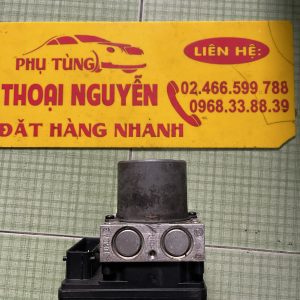 LIÊN HỆ:
PHỤ TÙNG
THOẠI NGUYỄN
02.466.599 788
0968.33.88.39
ĐẶT HÀNG NHANH